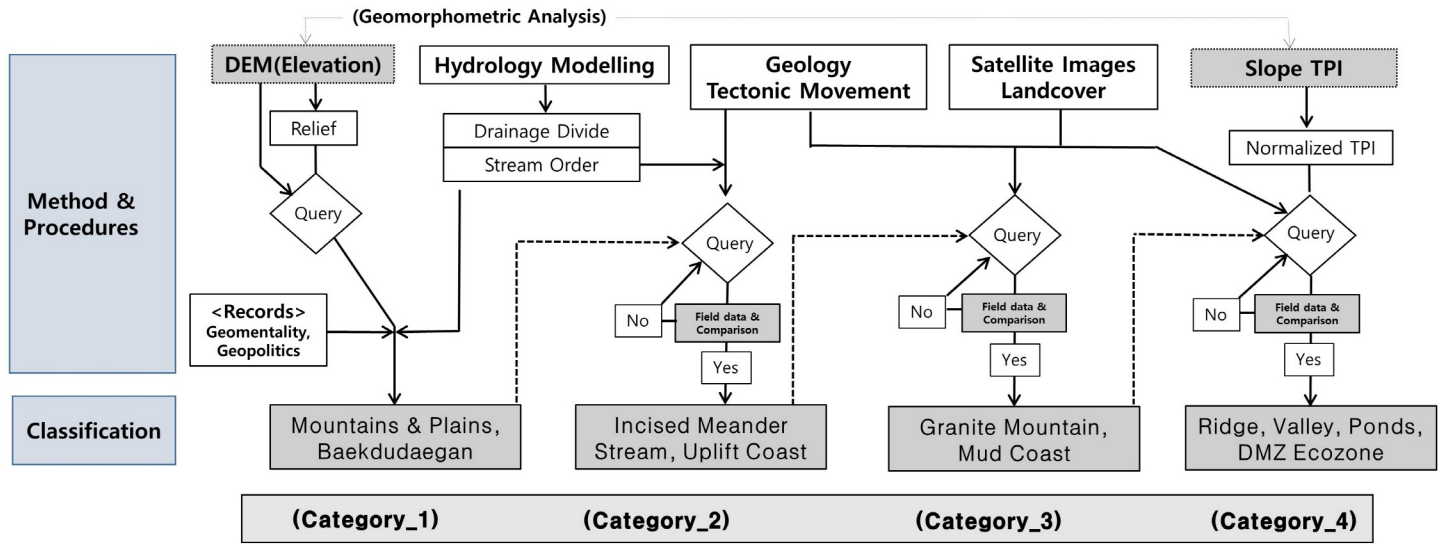 (Geomorphometric Analysis)
DEM(Elevation)
Hydrology Modelling
Geology
Tectonic Movement
Satellite Images
Landcover
Slope TPI
Relief
Drainage Divide
Stream Order
Normalized TPI
Method &
Procedures
Query
Query
Query
Query
<Records>
Geomentality,
Geopolitics
No
Field data &
Comparison
Yes
No
Field data &
Comparison
Yes
No
Field data &
Comparison
Yes
Classification
Mountains & Plains,
Baekdudaegan
Incised Meander
Stream, Uplift Coast
Granite Mountain,
Mud Coast
Ridge, Valley, Ponds,
DMZ Ecozone
(Category_1)
(Category_2)
(Category_3)
(Category_4)